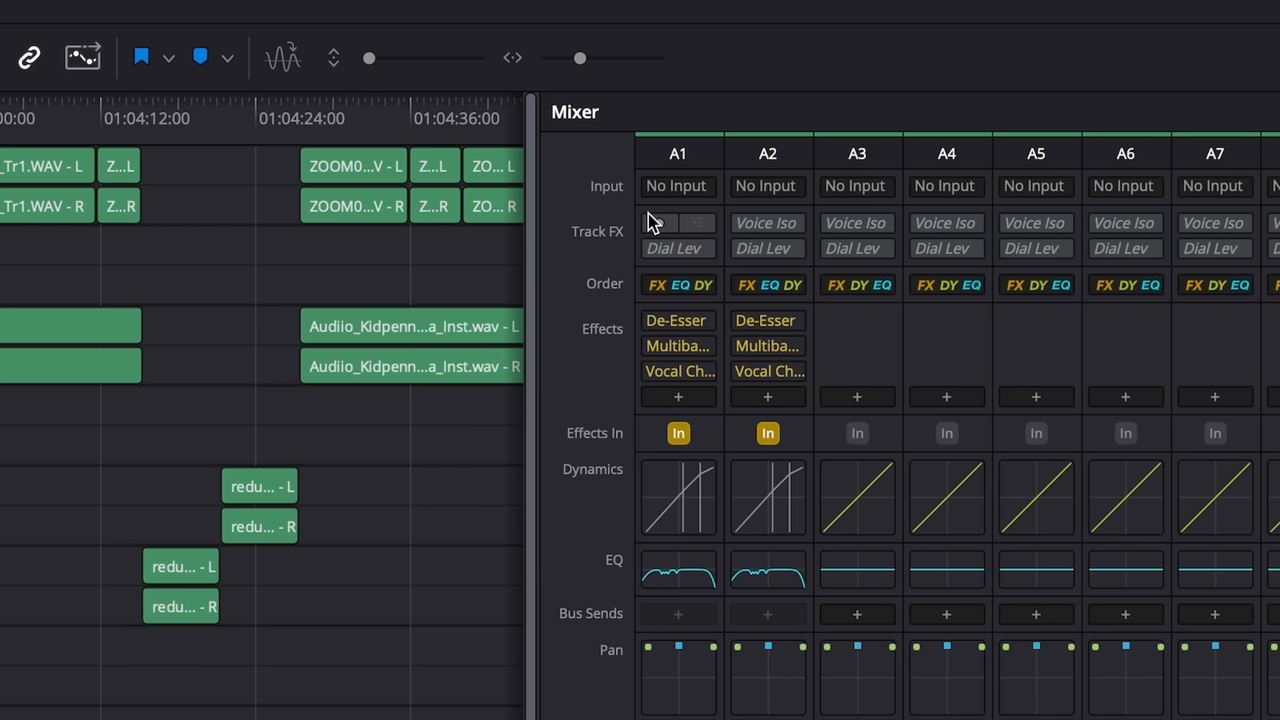 Mixer
00:00 01:04:12:00 01:04:24:00 01:04:36:00
A1 A2 A3 A4 A5 A6 A7
_Tr1.WAV - L Z...L ZOOM0...V - L Z...L ZO... L
Input No Input No Input No Input No Input No Input No Input No Input
_Tr1.WAV - R Z...R ZOOM0...V - R Z...R ZO... R
Track FX
Voice Iso Voice Iso Voice Iso Voice Iso Voice Iso Voice Iso
Dial Lev Dial Lev Dial Lev Dial Lev Dial Lev Dial Lev Dial Lev
Order FX EQ DY FX EQ DY FX DY EQ FX DY EQ FX DY EQ FX DY EQ FX DY EQ
Effects
De-Esser De-Esser
Multiba... Multiba...
Vocal Ch... Vocal Ch...
+ + + + + + +
Audiio_Kidpenn...a_Inst.wav - L
Audiio_Kidpenn...a_Inst.wav - R
Effects In In In In In In In In
Dynamics
redu... - L
redu... - R
EQ
redu... - L
redu... - R
Bus Sends + + + + + + +
Pan